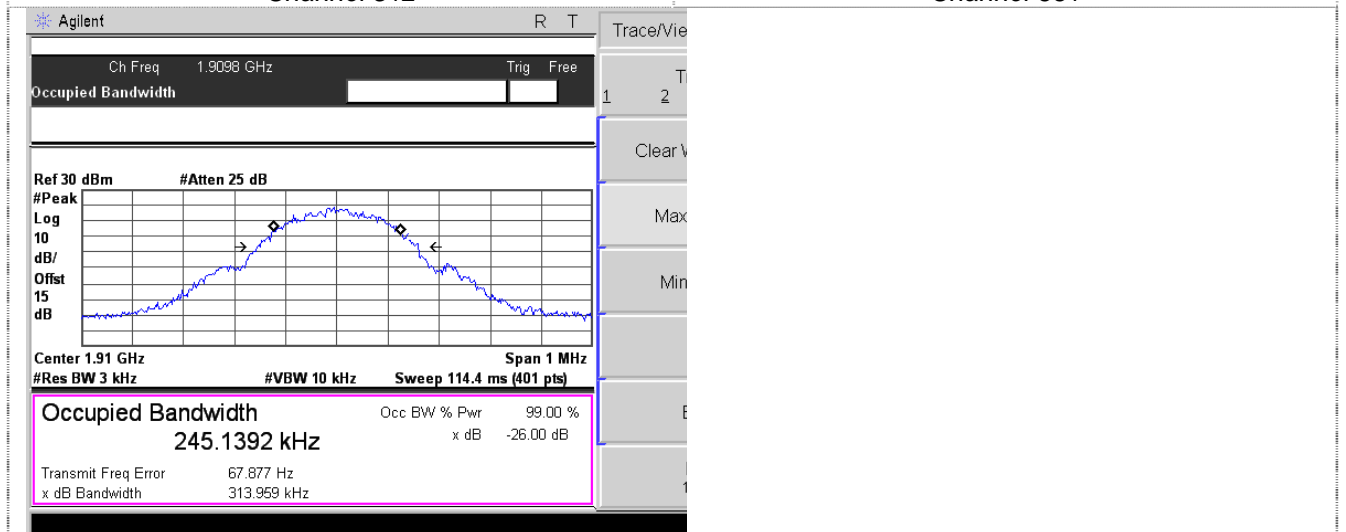 Agilent R T
Trace/Vie
Ch Freq 1.9098 GHz Trig Free
Occupied Bandwidth
1 2
Clear
Ref 30 dBm #Atten 25 dB
#Peak
Log
10
dB/
Offst
15
dB
Max
Min
Center 1.91 GHz Span 1 MHz
#Res BW 3 kHz #VBW 10 kHz Sweep 114.4 ms (401 pts)
Occupied Bandwidth Occ BW % Pwr 99.00 %
245.1392 kHz x dB -26.00 dB
Transmit Freq Error 67.877 Hz
x dB Bandwidth 313.959 kHz